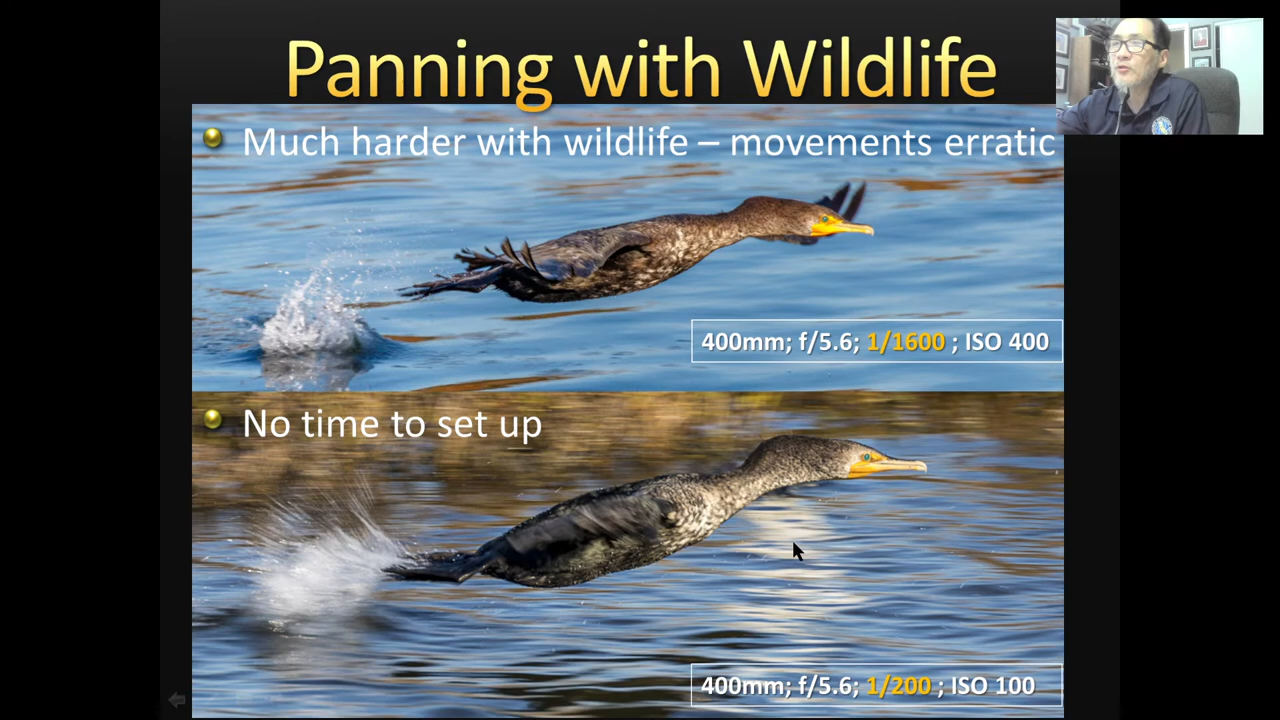 Panning with Wildlife
Much harder with wildlife – movements erratic
400mm; f/5.6; 1/1600 ; ISO 400
No time to set up
400mm; f/5.6; 1/200 ; ISO 100